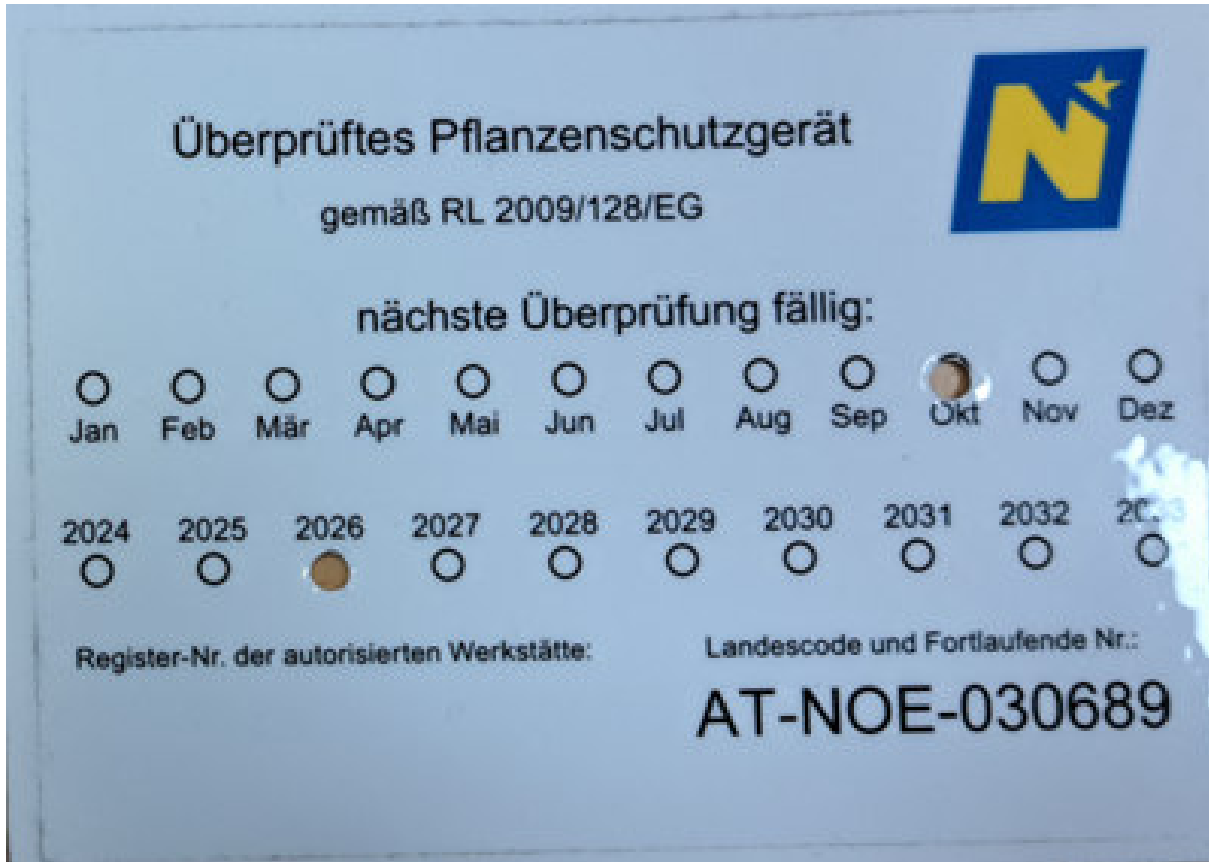 Überprüftes Pflanzenschutzgerät
N
gemäß RL 2009/128/EG
nächste Überprüfung fällig:
Jan Feb Mär Apr Mai Jun Jul Aug Sep Okt Nov Dez
2024 2025 2026 2027 2028 2029 2030 2031 2032
Register-Nr. der autorisierten Werkstätte:
Landescode und Fortlaufende Nr.:
AT-NOE-030689